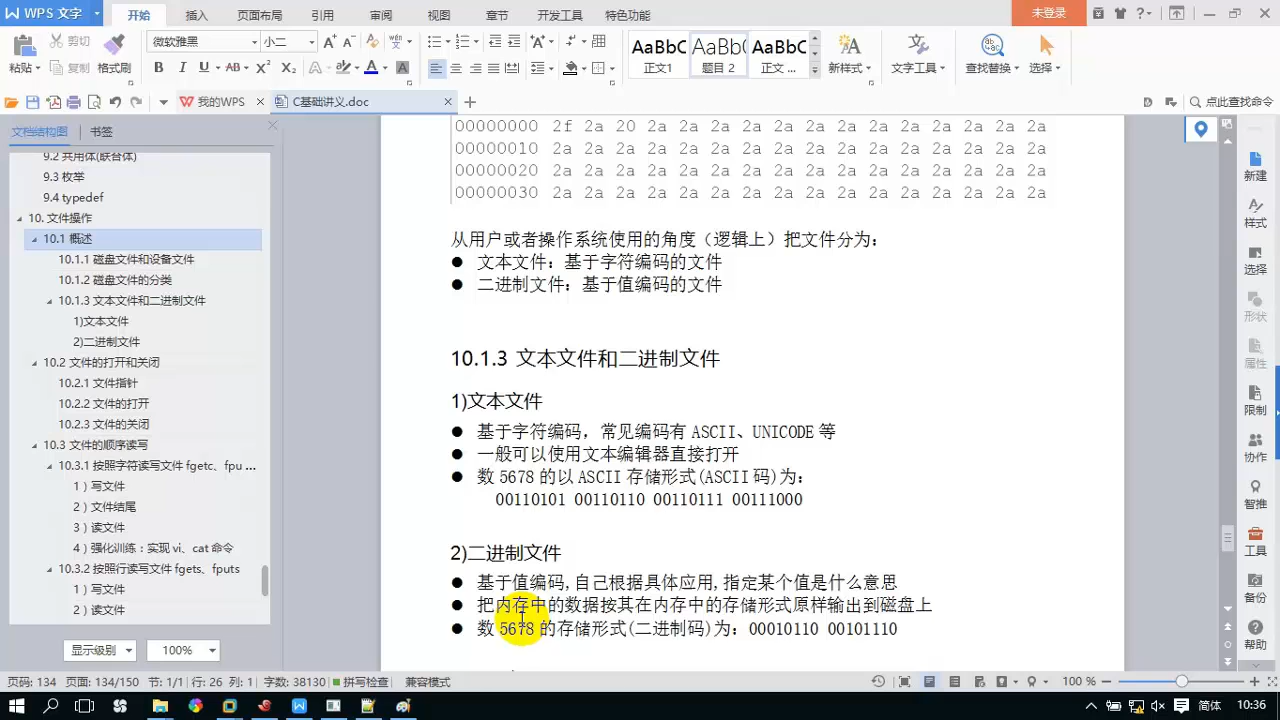 WPS 文字 开始 插入 页面布局 引用 审阅 视图 章节 开发工具 特色功能 未登录
粘贴 剪切 复制 格式刷 微软雅黑 小二 AaBbCc 正文1 AaBbC 题目 2 AaBbCc 正文 ... 新样式 文字工具 查找替换 选择
我的WPS C基础讲义.doc 点此查找命令
文档结构图 书签
9.2 共用体(联合体)
9.3 枚举
9.4 typedef
10. 文件操作
10.1 概述
10.1.1 磁盘文件和设备文件
10.1.2 磁盘文件的分类
10.1.3 文本文件和二进制文件
1)文本文件
2)二进制文件
10.2 文件的打开和关闭
10.2.1 文件指针
10.2.2 文件的打开
10.2.3 文件的关闭
10.3 文件的顺序读写
10.3.1 按照字符读写文件 fgetc、fpu ...
1）写文件
2）文件结尾
3）读文件
4）强化训练：实现 vi、cat 命令
10.3.2 按照行读写文件 fgets、fputs
1）写文件
2）读文件
显示级别 100%
00000000 2f 2a 20 2a 2a 2a 2a 2a 2a 2a 2a 2a 2a 2a 2a 2a
00000010 2a 2a 2a 2a 2a 2a 2a 2a 2a 2a 2a 2a 2a 2a 2a 2a
00000020 2a 2a 2a 2a 2a 2a 2a 2a 2a 2a 2a 2a 2a 2a 2a 2a
00000030 2a 2a 2a 2a 2a 2a 2a 2a 2a 2a 2a 2a 2a 2a 2a 2a
从用户或者操作系统使用的角度（逻辑上）把文件分为：
● 文本文件：基于字符编码的文件
● 二进制文件：基于值编码的文件
10.1.3 文本文件和二进制文件
1)文本文件
● 基于字符编码，常见编码有 ASCII、UNICODE 等
● 一般可以使用文本编辑器直接打开
● 数 5678 的以 ASCII 存储形式(ASCII 码)为：
00110101 00110110 00110111 00111000
2)二进制文件
● 基于值编码,自己根据具体应用,指定某个值是什么意思
● 把内存中的数据按其在内存中的存储形式原样输出到磁盘上
● 数 5678 的存储形式(二进制码)为：00010110 00101110
新建
样式
选择
形状
属性
限制
协作
智推
工具
备份
帮助
页码: 134 页面: 134/150 节: 1/1 行: 26 列: 1 字数: 38130 拼写检查 兼容模式 100 %
简体 10:36